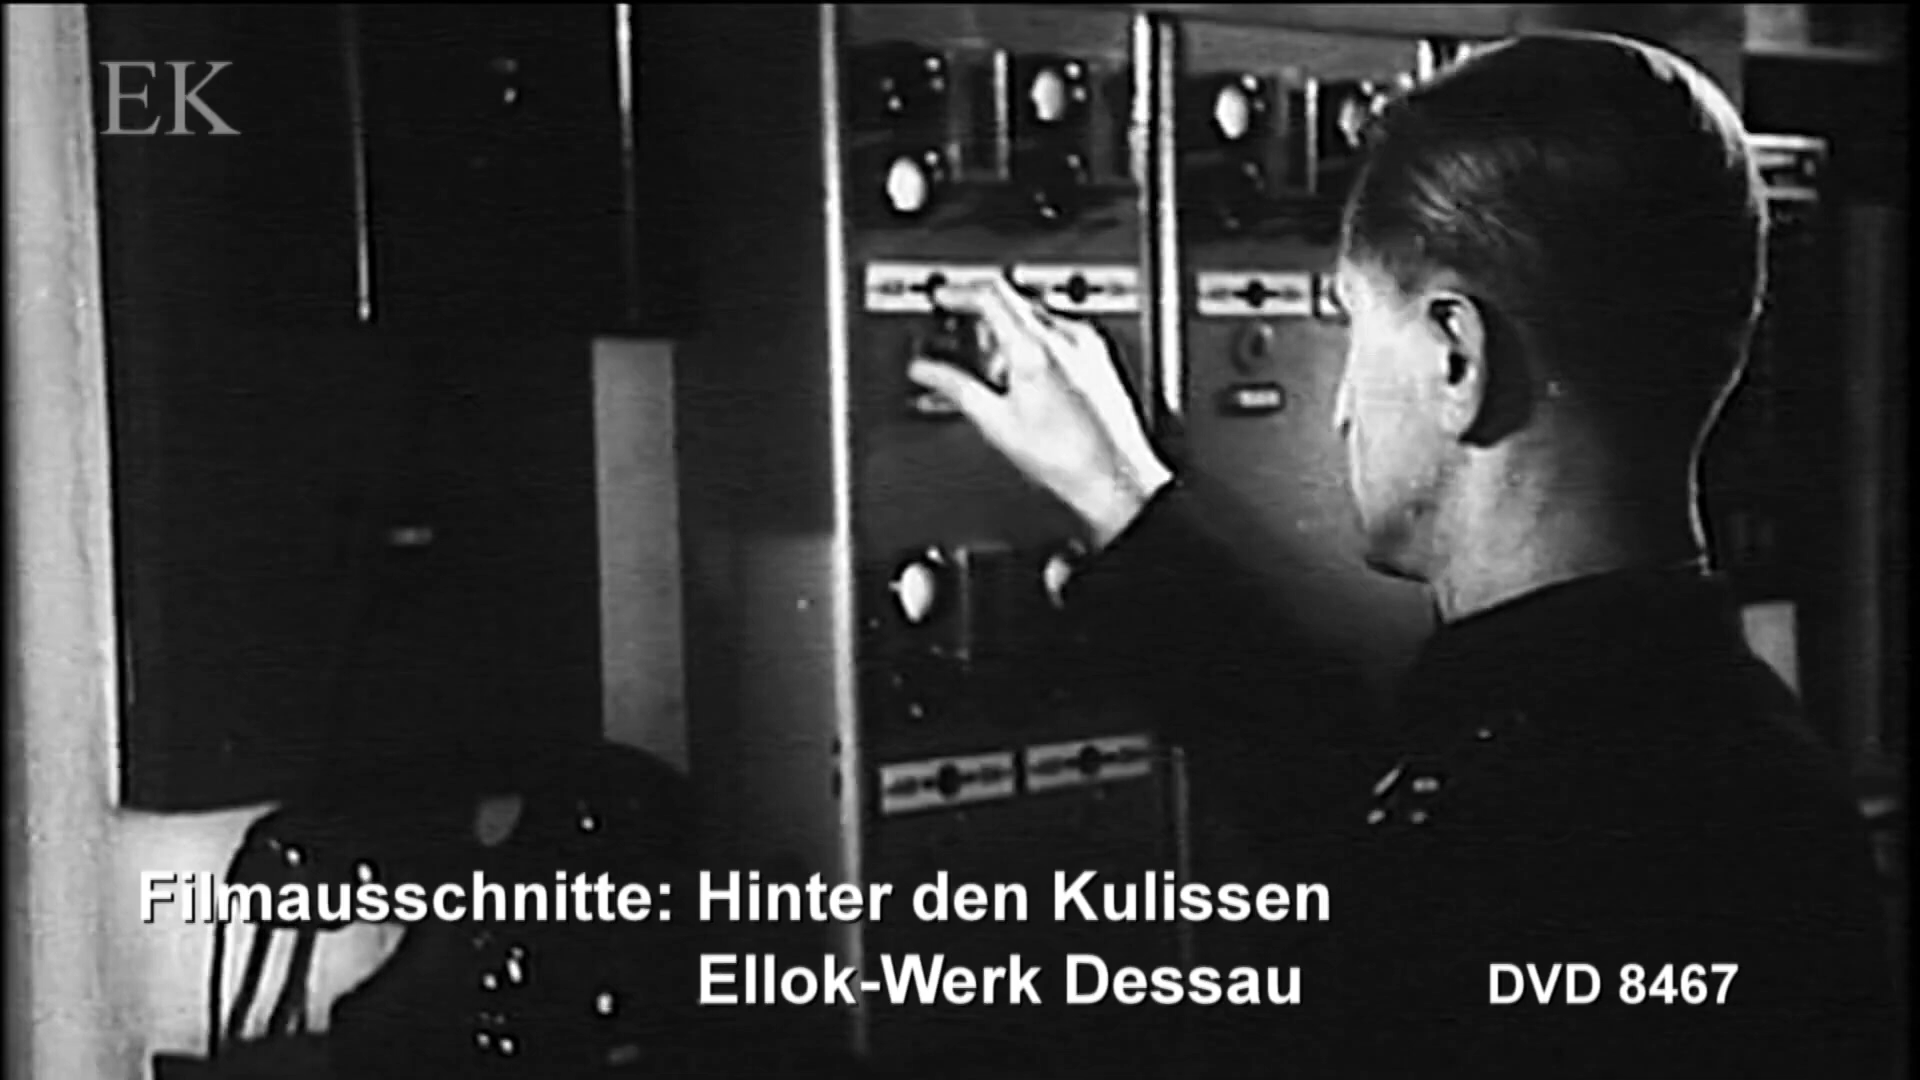 EK
Filmausschnitte: Hinter den Kulissen
Ellok-Werk Dessau
DVD 8467